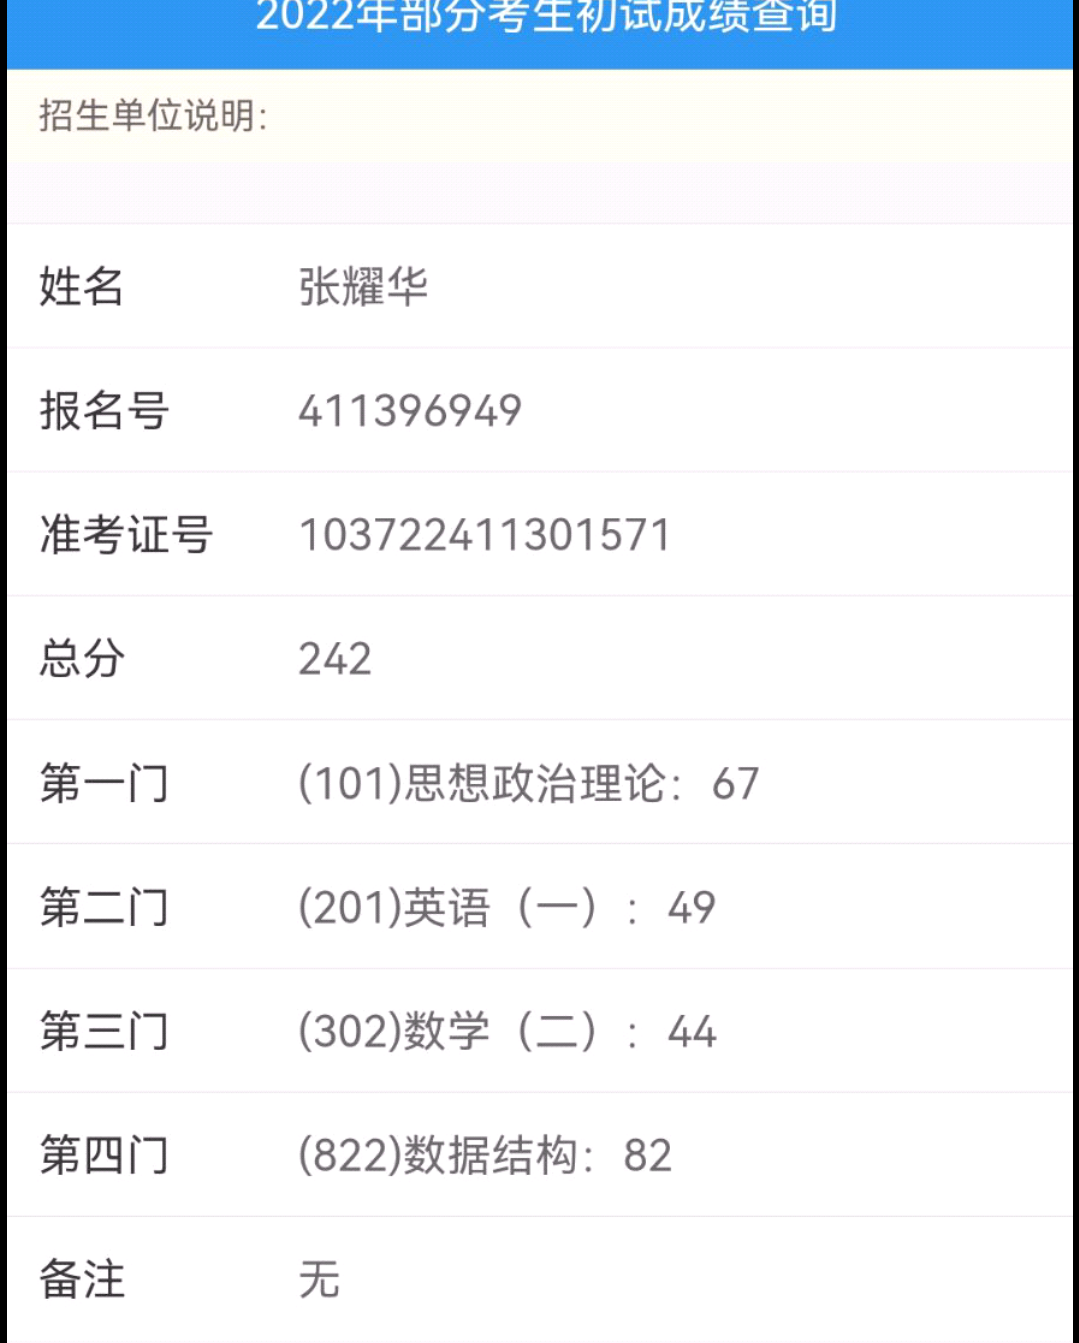 2022年部分考生初试成绩查询
招生单位说明:
姓名 张耀华
报名号 411396949
准考证号 103722411301571
总分 242
第一门 (101)思想政治理论：67
第二门 (201)英语（一）：49
第三门 (302)数学（二）：44
第四门 (822)数据结构：82
备注 无